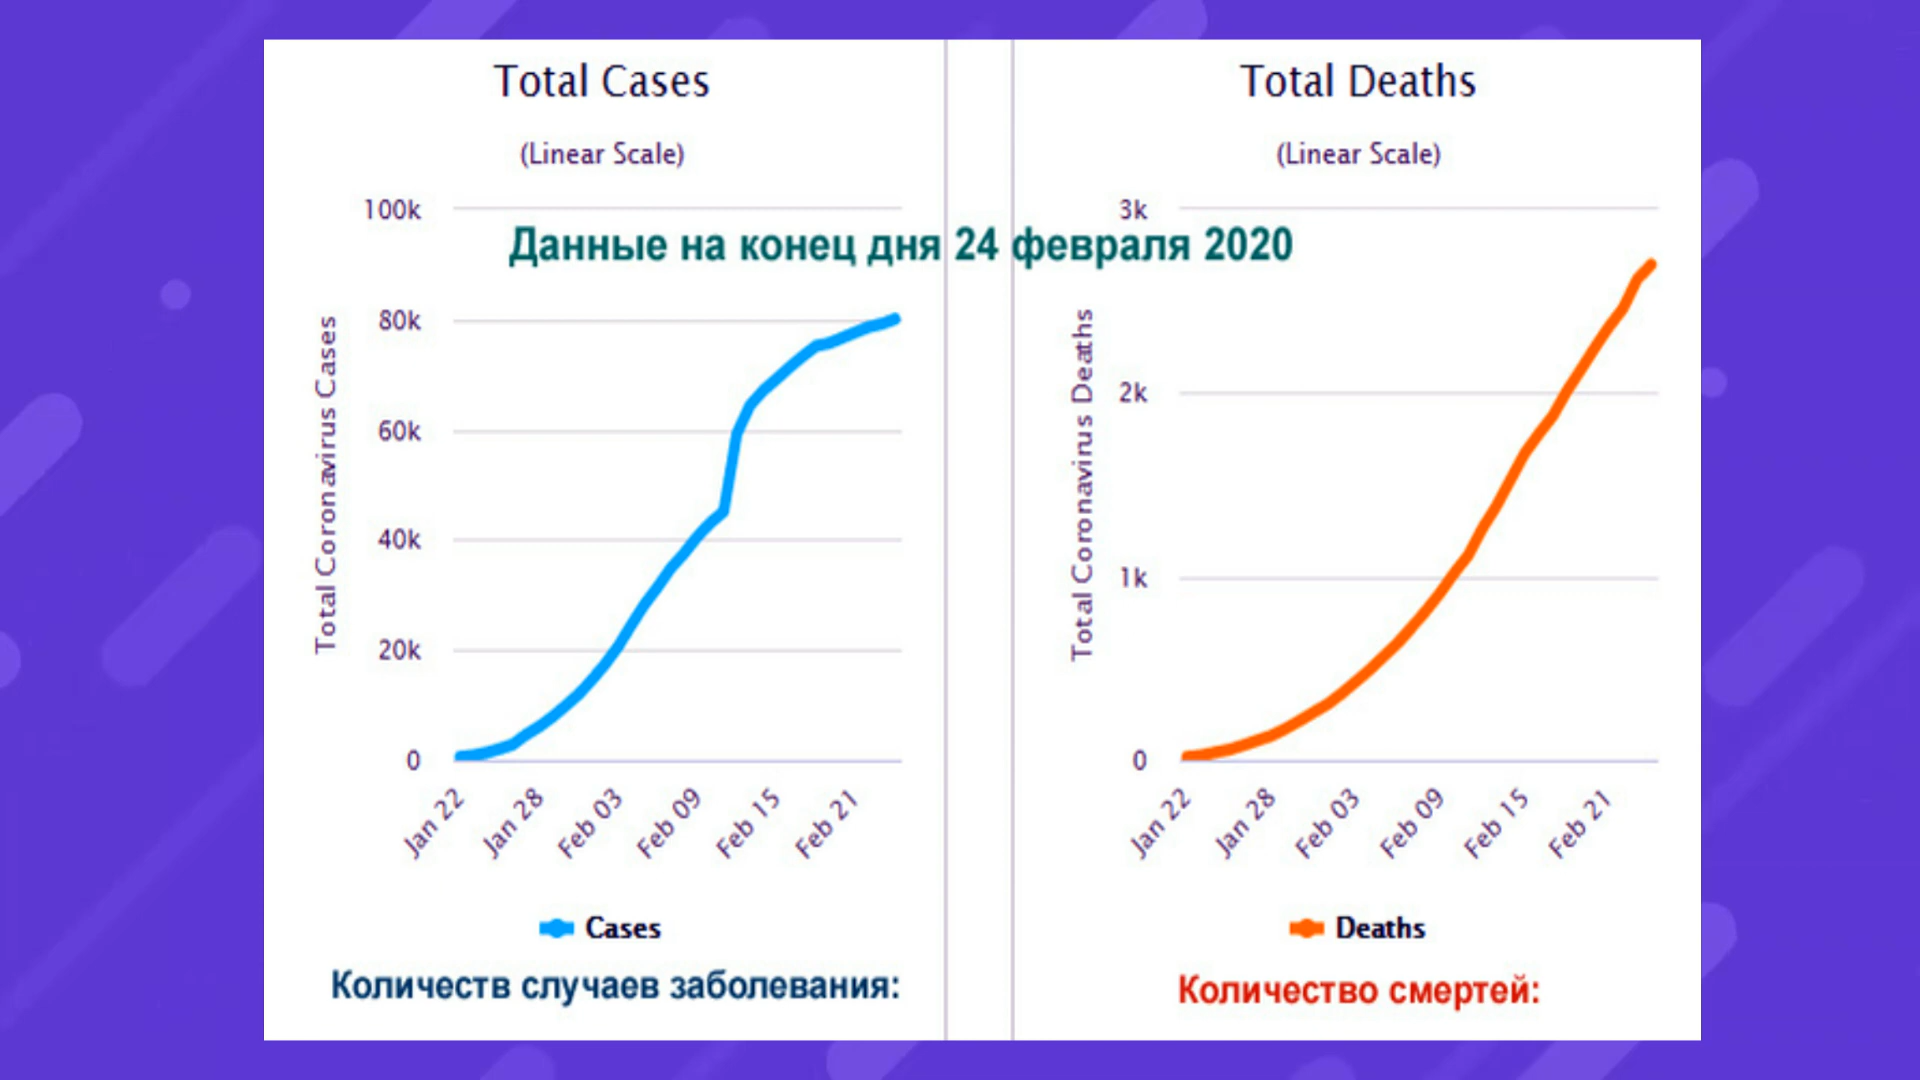 Total Cases
(Linear Scale)
Total Deaths
(Linear Scale)
Данные на конец дня 24 февраля 2020
Total Coronavirus Cases
100k
80k
60k
40k
20k
0
Jan 22
Jan 28
Feb 03
Feb 09
Feb 15
Feb 21
Cases
Количеств случаев заболевания:
Total Coronavirus Deaths
3k
2k
1k
0
Jan 22
Jan 28
Feb 03
Feb 09
Feb 15
Feb 21
Deaths
Количество смертей: